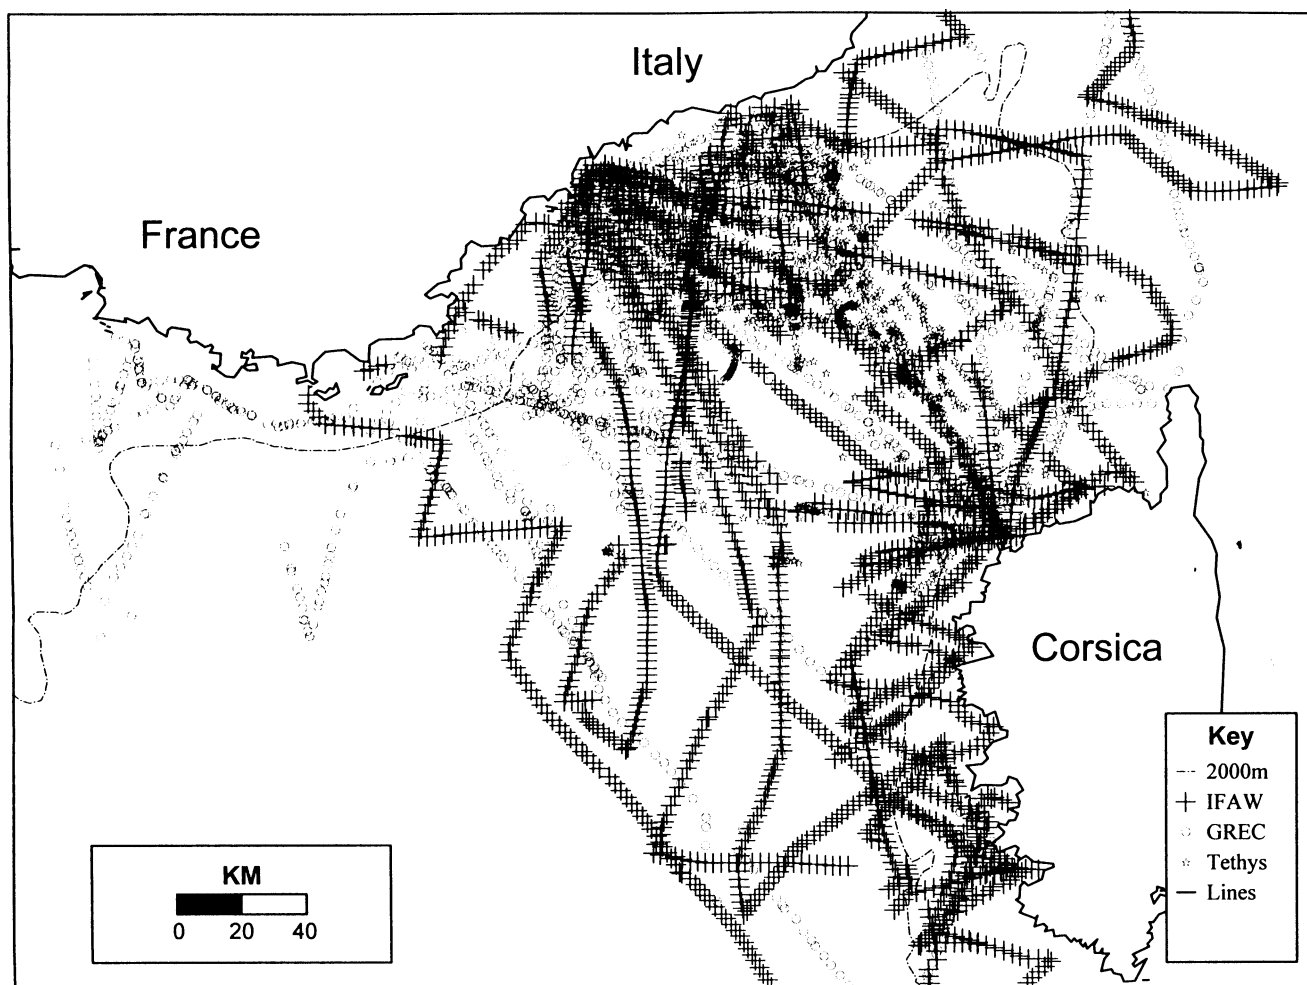 Italy
France
Corsica
Key
2000m
IFAW
GREC
Tethys
Lines
KM
0 20 40